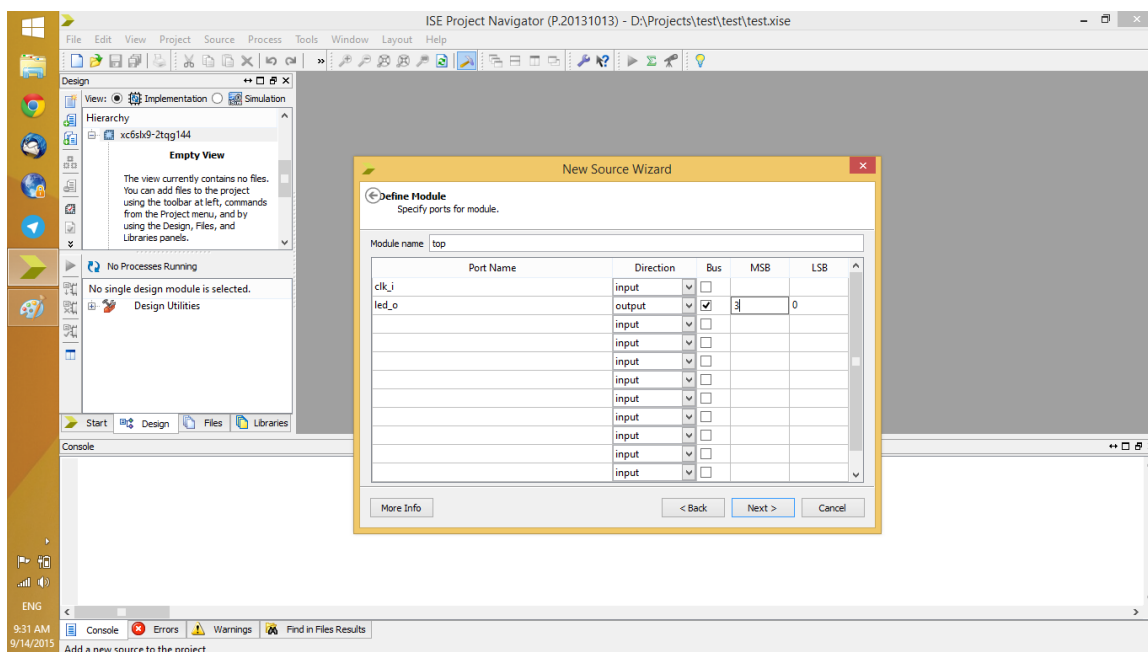 ISE Project Navigator (P.20131013) - D:\Projects\test\test\test.xise
File Edit View Project Source Process Tools Window Layout Help
Design
View: Implementation Simulation
Hierarchy
xc6slx9-2tqg144
Empty View
The view currently contains no files.
You can add files to the project
using the toolbar at left, commands
from the Project menu, and by
using the Design, Files, and
Libraries panels.
No Processes Running
No single design module is selected.
Design Utilities
Start Design Files Libraries
New Source Wizard
Define Module
Specify ports for module.
Module name top
Port Name Direction Bus MSB LSB
clk_i input
led_o output 3 0
input
input
input
input
input
input
input
input
input
More Info < Back Next > Cancel
Console
Console Errors Warnings Find in Files Results
Add a new source to the project
ENG
9:31 AM
9/14/2015